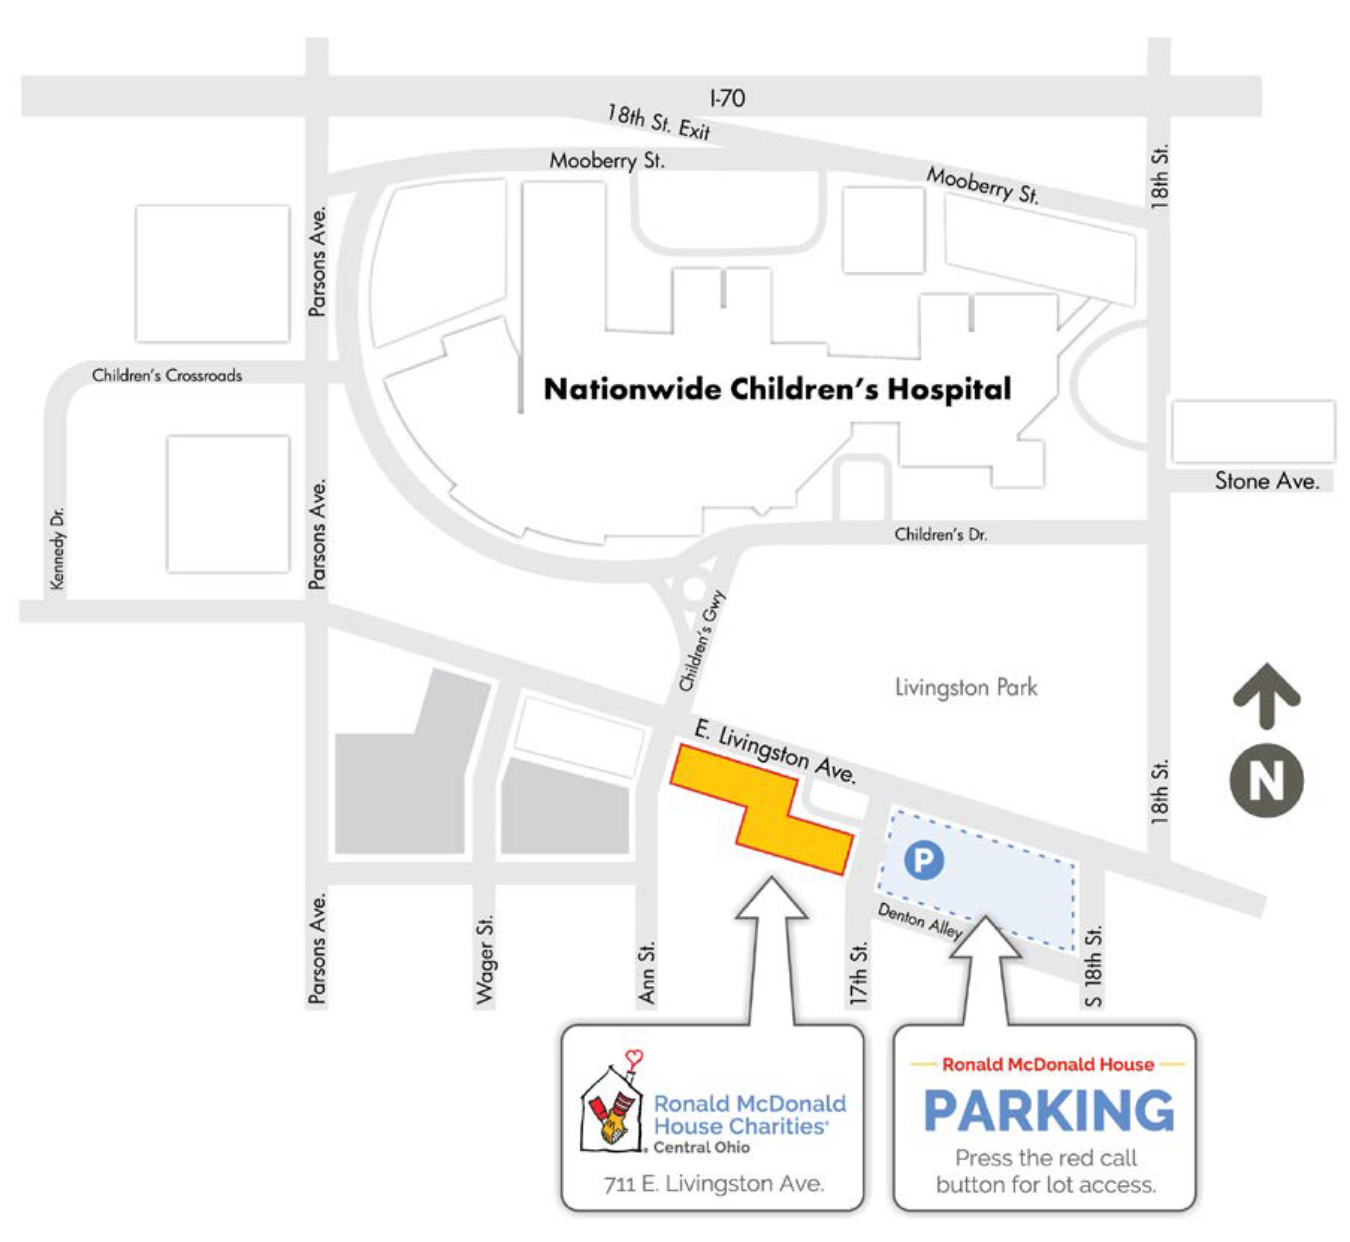 I-70
18th St. Exit
Mooberry St.
Mooberry St.
18th St.
Parsons Ave.
Children's Crossroads
Nationwide Children's Hospital
Stone Ave.
Parsons Ave.
Kennedy Dr.
Children's Dr.
Children's Gwy
Livingston Park
E. Livingston Ave.
18th St.
N
P
Denton Alley
Parsons Ave.
Wager St.
Ann St.
17th St.
S 18th St.
Ronald McDonald
House Charities®
Central Ohio
711 E. Livingston Ave.
Ronald McDonald House
PARKING
Press the red call
button for lot access.